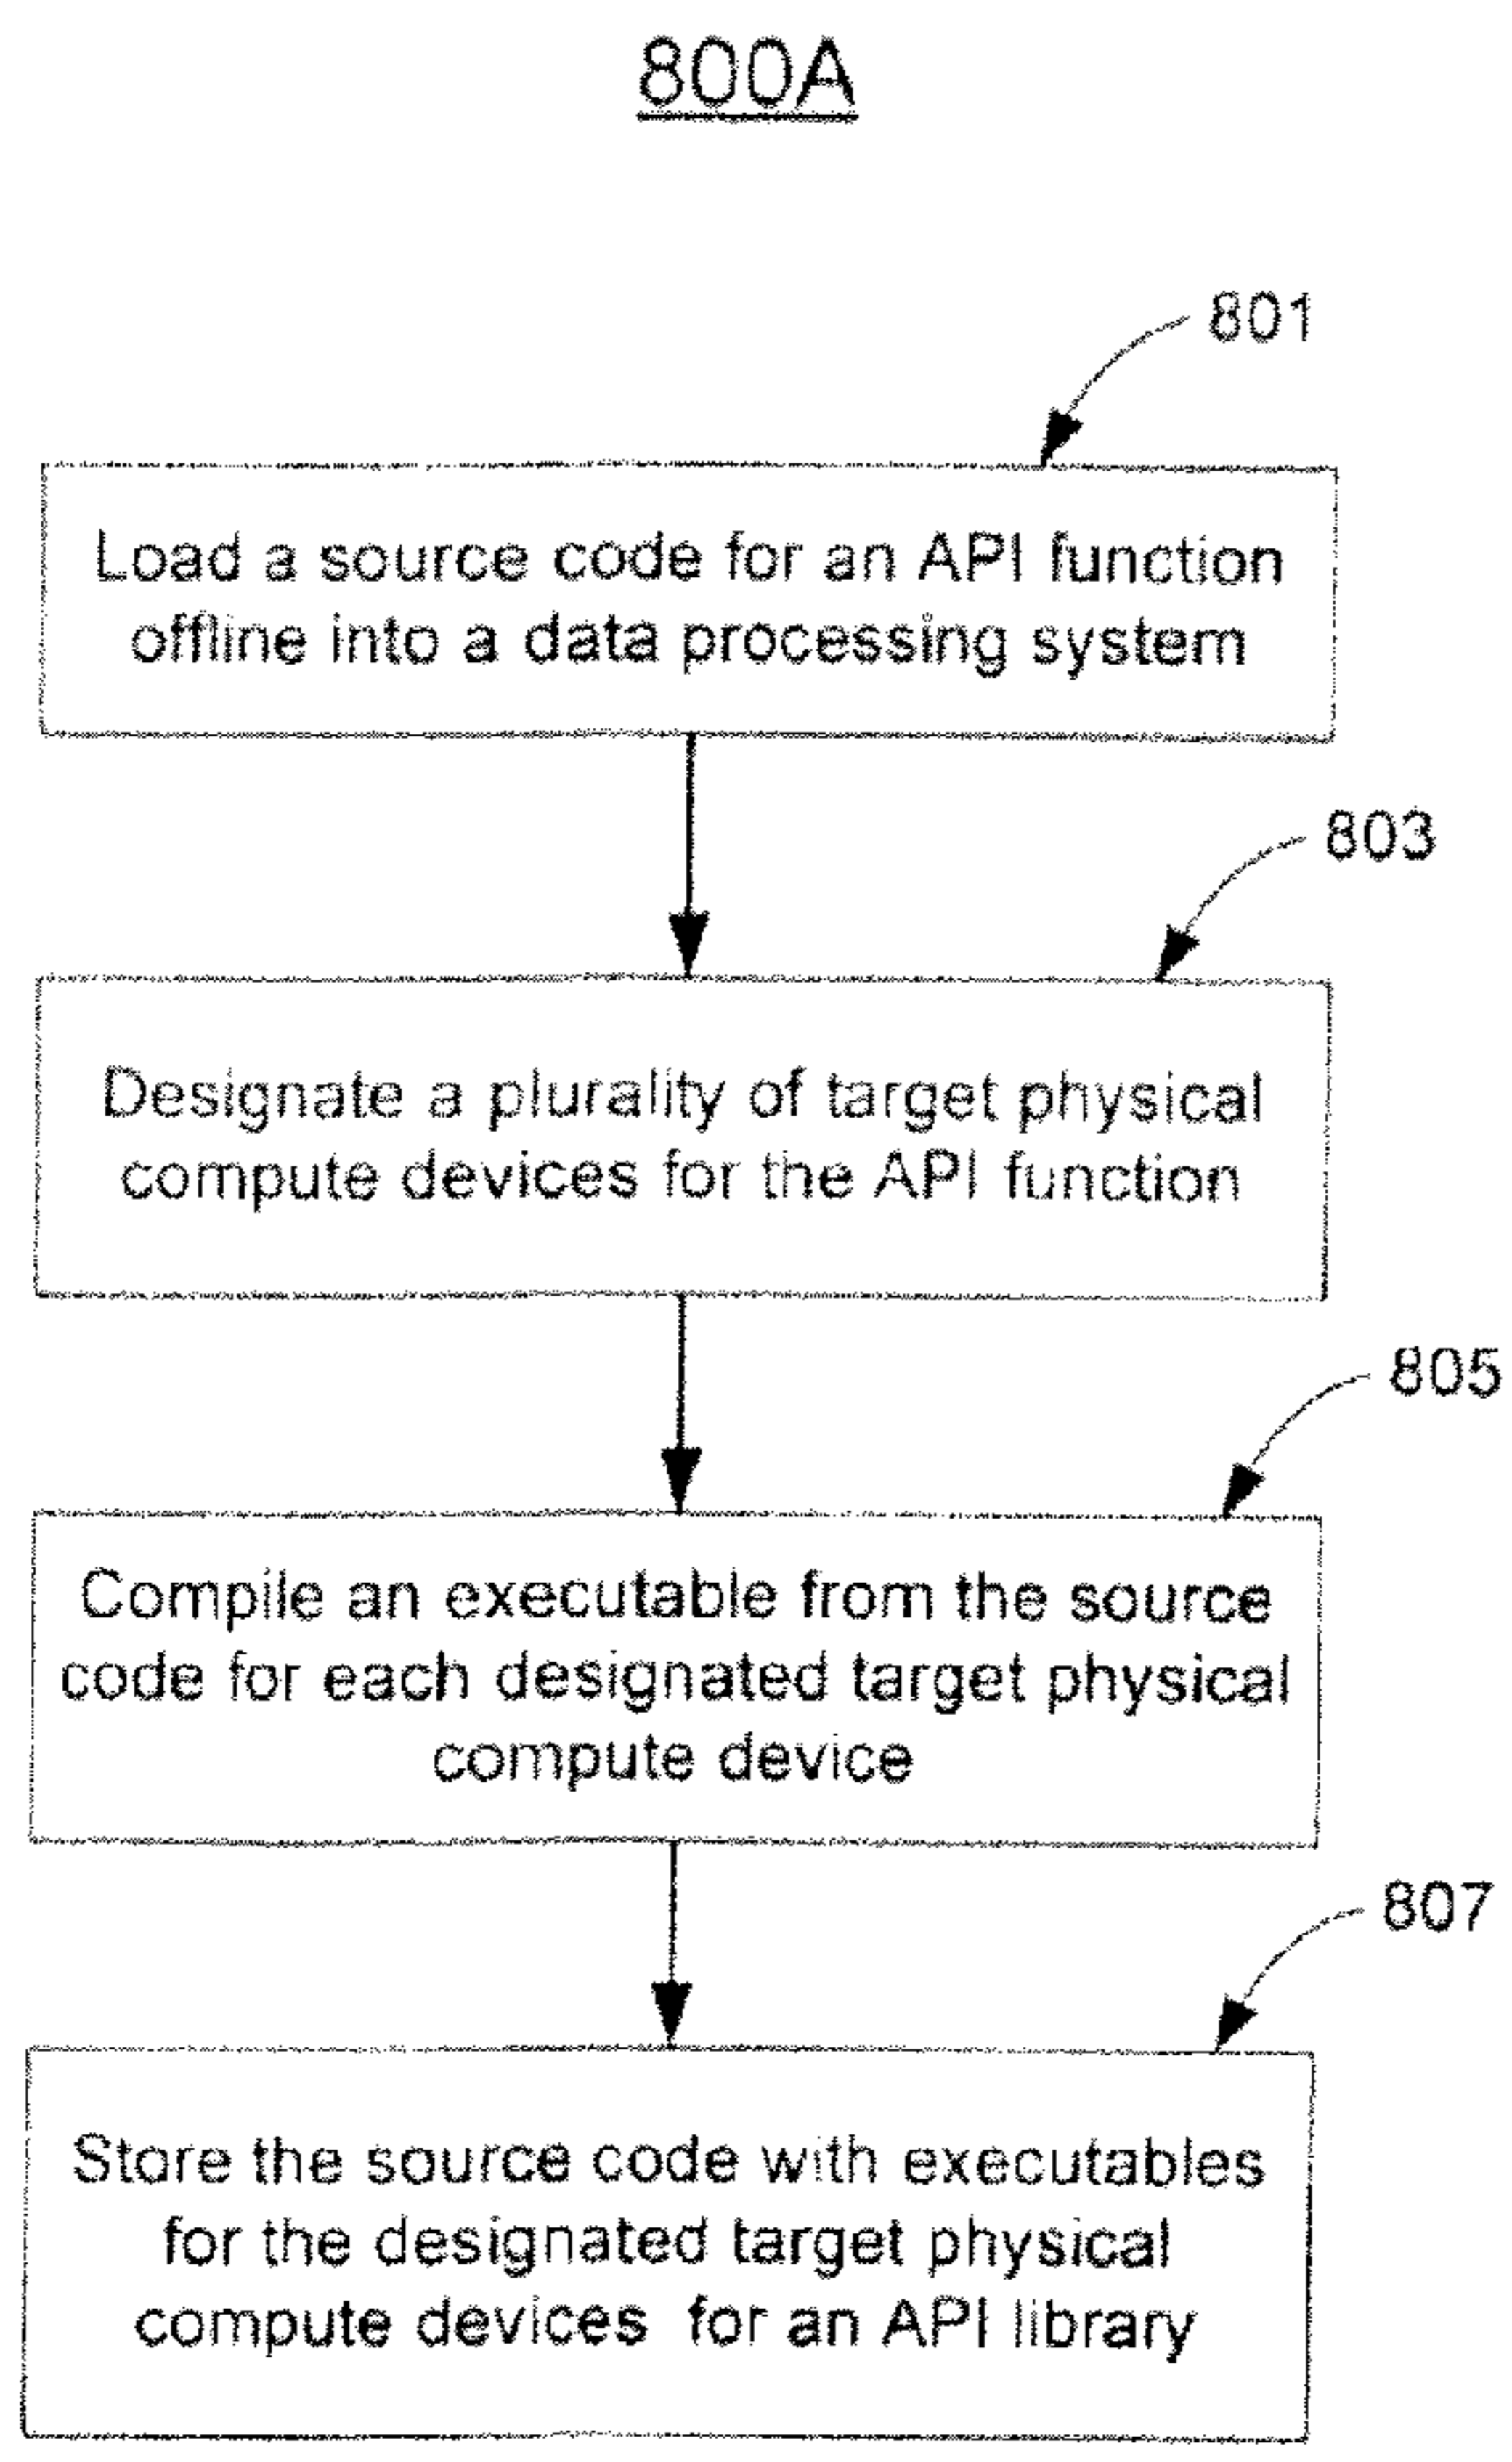 800A
801
Load a source code for an API function
offline into a data processing system
803
Designate a plurality of target physical
compute devices for the API function
805
Compile an executable from the source
code for each designated target physical
compute device
807
Store the source code with executables
for the designated target physical
compute devices for an API library